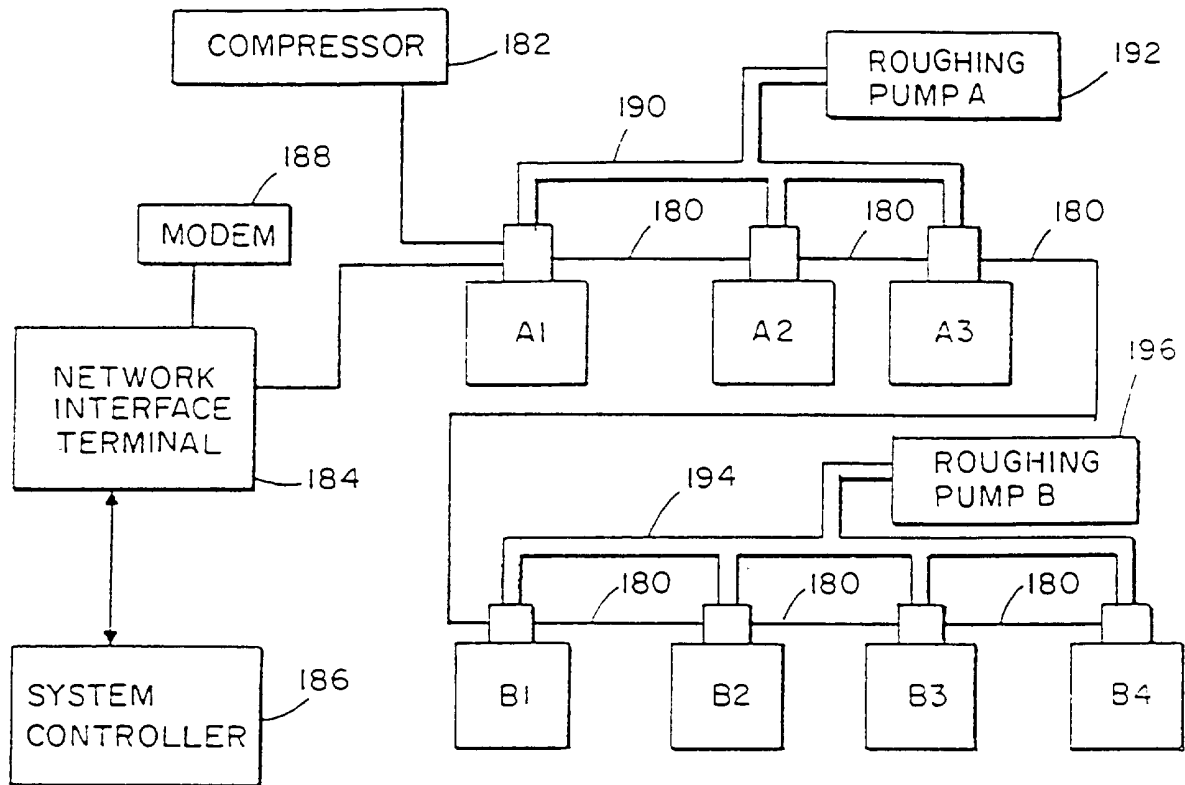 COMPRESSOR
182
ROUGHING
PUMP A
192
190
188
MODEM
180
180
180
A1
A2
A3
NETWORK
INTERFACE
TERMINAL
184
196
ROUGHING
PUMP B
194
180
180
180
B1
B2
B3
B4
SYSTEM
CONTROLLER
186